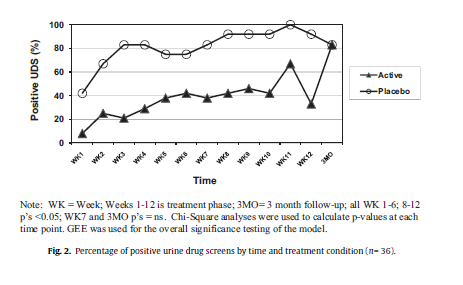 100
80
60
40
20
0
Positive UDS (%)
WK1 WK2 WK3 WK4 WK5 WK6 WK7 WK8 WK9 WK10 WK11 WK12 3MO
Time
Active
Placebo
Note: WK = Week; Weeks 1-12 is treatment phase; 3MO= 3 month follow-up; all WK 1-6; 8-12
p's <0.05; WK7 and 3MO p's = ns. Chi-Square analyses were used to calculate p-values at each
time point. GEE was used for the overall significance testing of the model.
Fig. 2. Percentage of positive urine drug screens by time and treatment condition (n= 36).